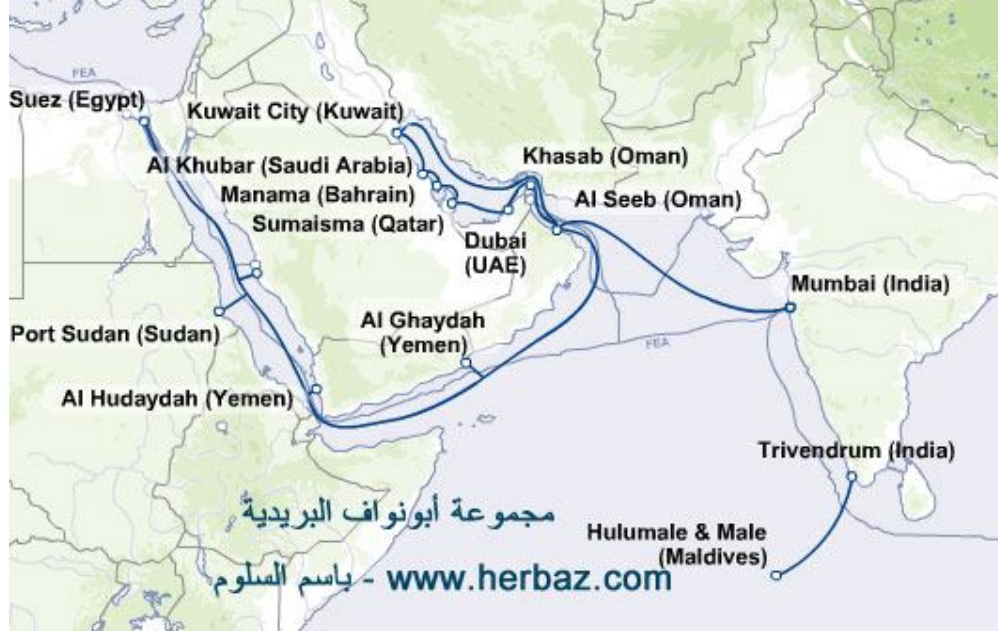 FEA
Suez (Egypt)
Kuwait City (Kuwait)
Al Khubar (Saudi Arabia)
Khasab (Oman)
Manama (Bahrain)
Al Seeb (Oman)
Sumaisma (Qatar)
Dubai
(UAE)
Mumbai (India)
Port Sudan (Sudan)
Al Ghaydah
(Yemen)
FEA
Al Hudaydah (Yemen)
Trivendrum (India)
مجموعة أبونواف البريدية
Hulumale & Male
(Maldives)
باسم السلوم - www.herbaz.com